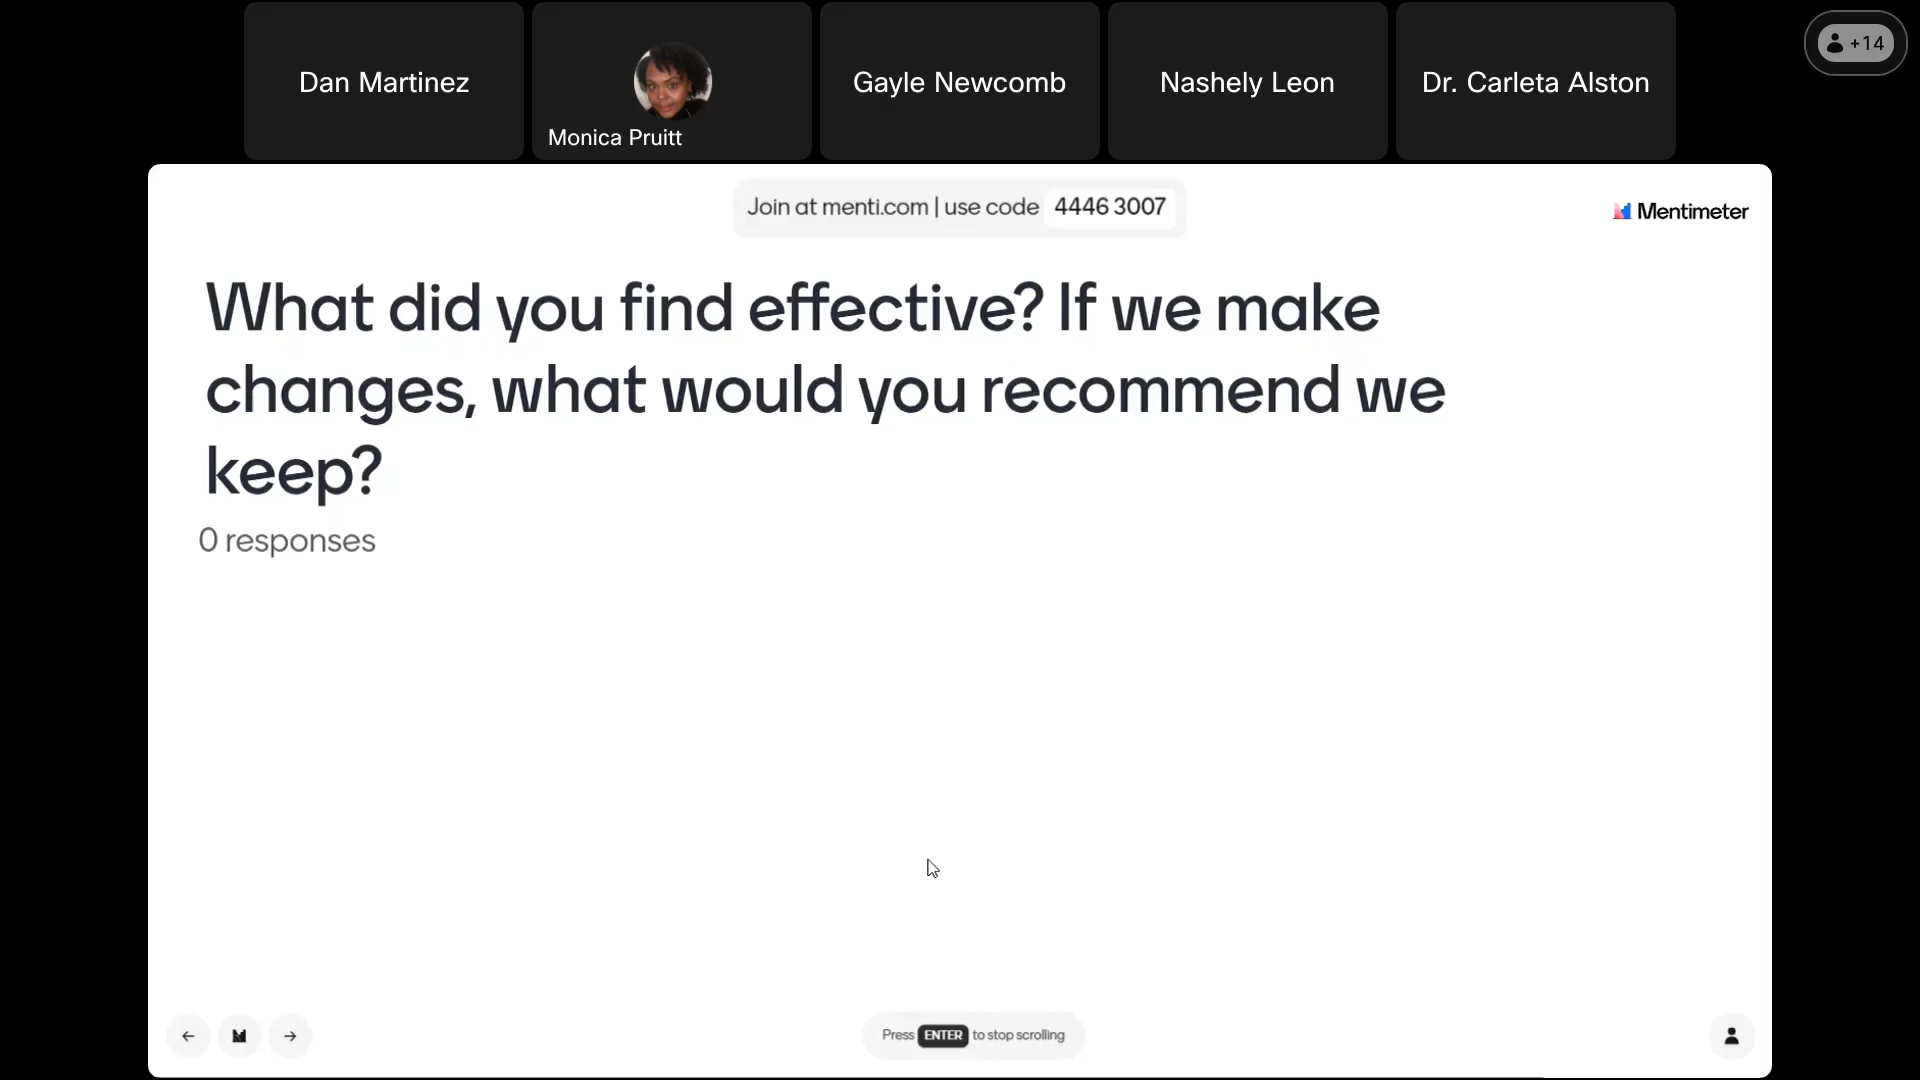 Dan Martinez
Monica Pruitt
Gayle Newcomb
Nashely Leon
Dr. Carleta Alston
+14
Join at menti.com | use code 4446 3007
Mentimeter
What did you find effective? If we make
changes, what would you recommend we
keep?
0 responses
Press ENTER to stop scrolling